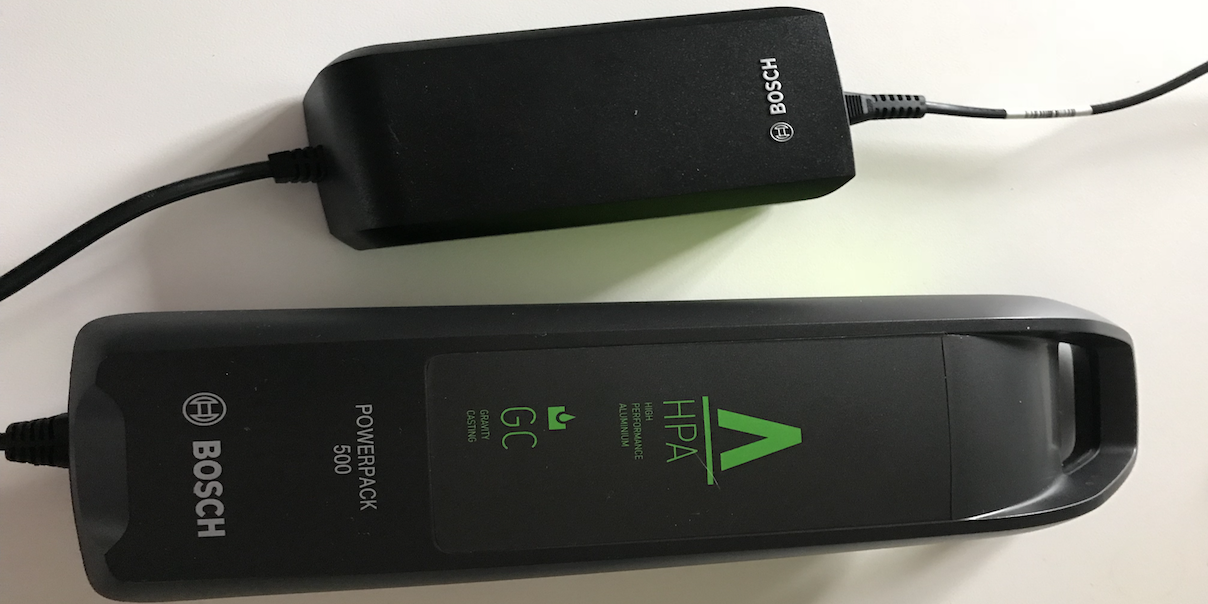 BOSCH
BOSCH
POWERPACK
500
GC
GRAVITY
CASTING
HPA
HIGH
PERFORMANCE
ALUMINIUM